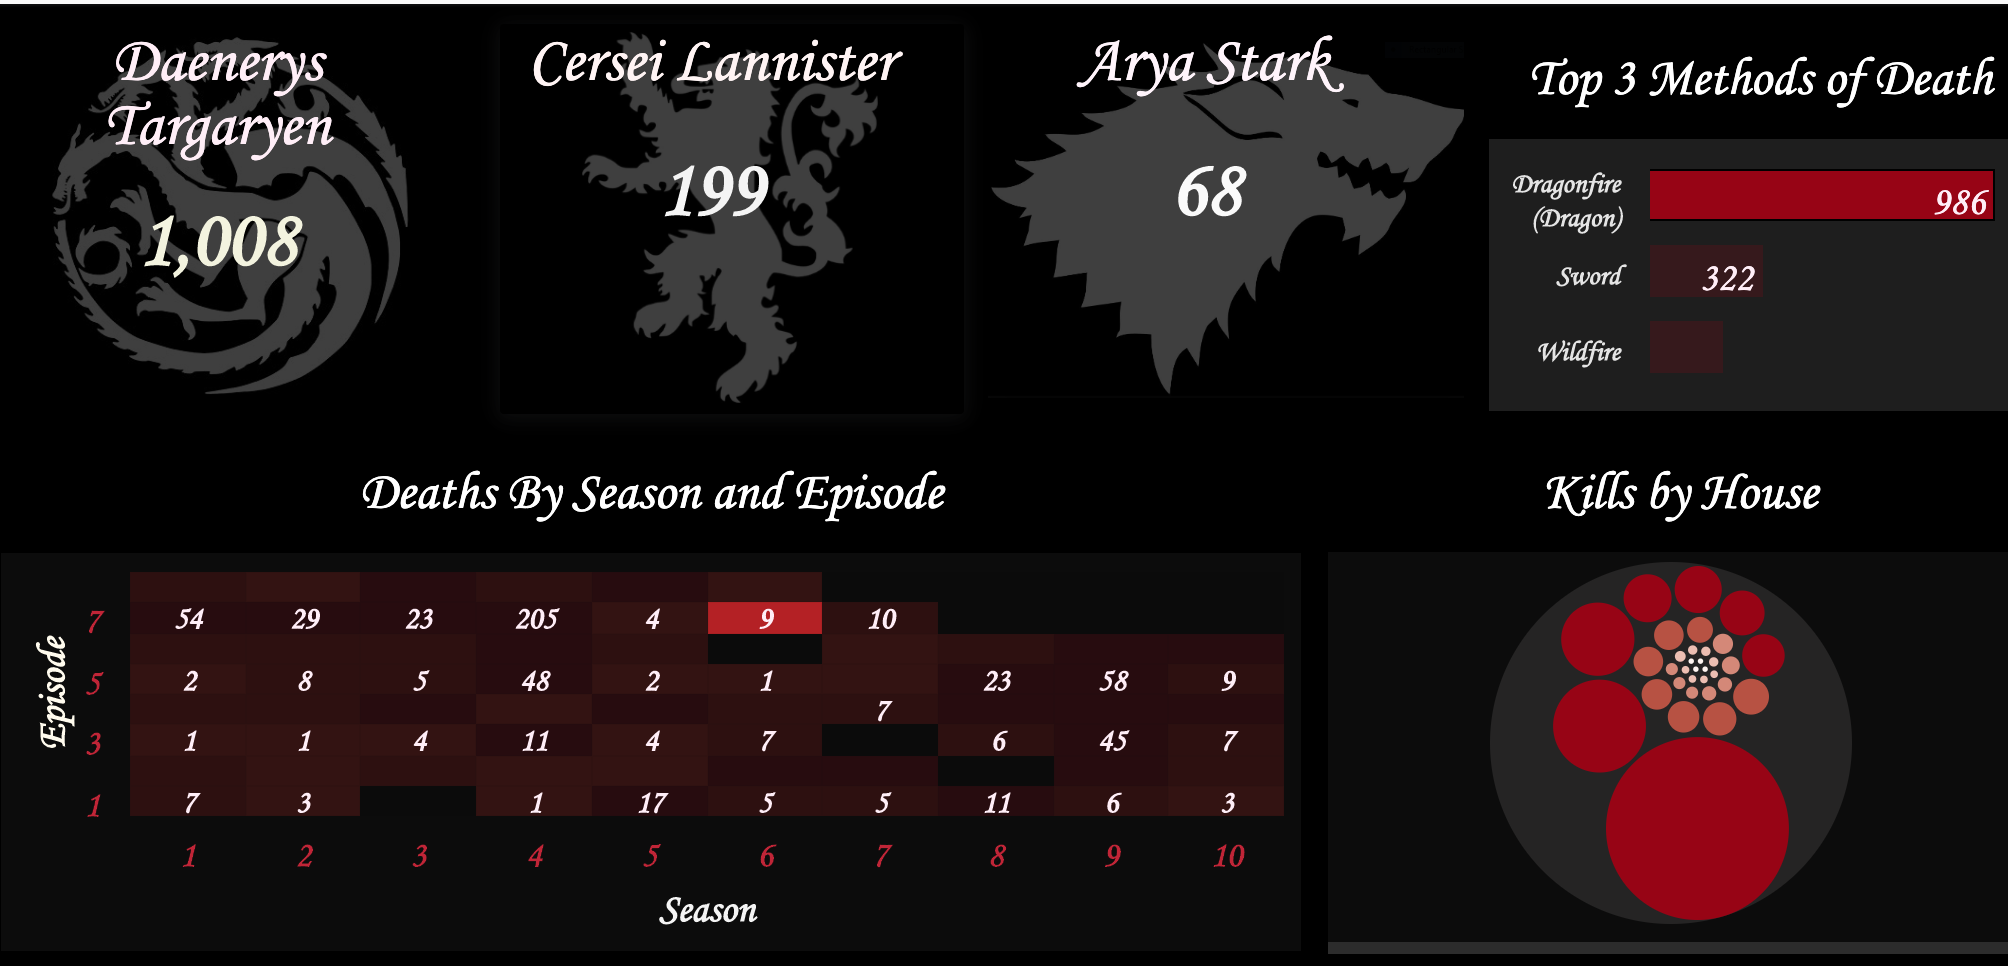 Daenerys
Targaryen
1,008
Cersei Lannister
199
Arya Stark
68
Top 3 Methods of Death
Dragonfire
(Dragon)
986
Sword
322
Wildfire
Deaths By Season and Episode
Episode
7 54 29 23 205 4 9 10
5 2 8 5 48 2 1 23 58 9
7
3 1 1 4 11 4 7 6 45 7
1 7 3 1 17 5 5 11 6 3
1 2 3 4 5 6 7 8 9 10
Season
Kills by House